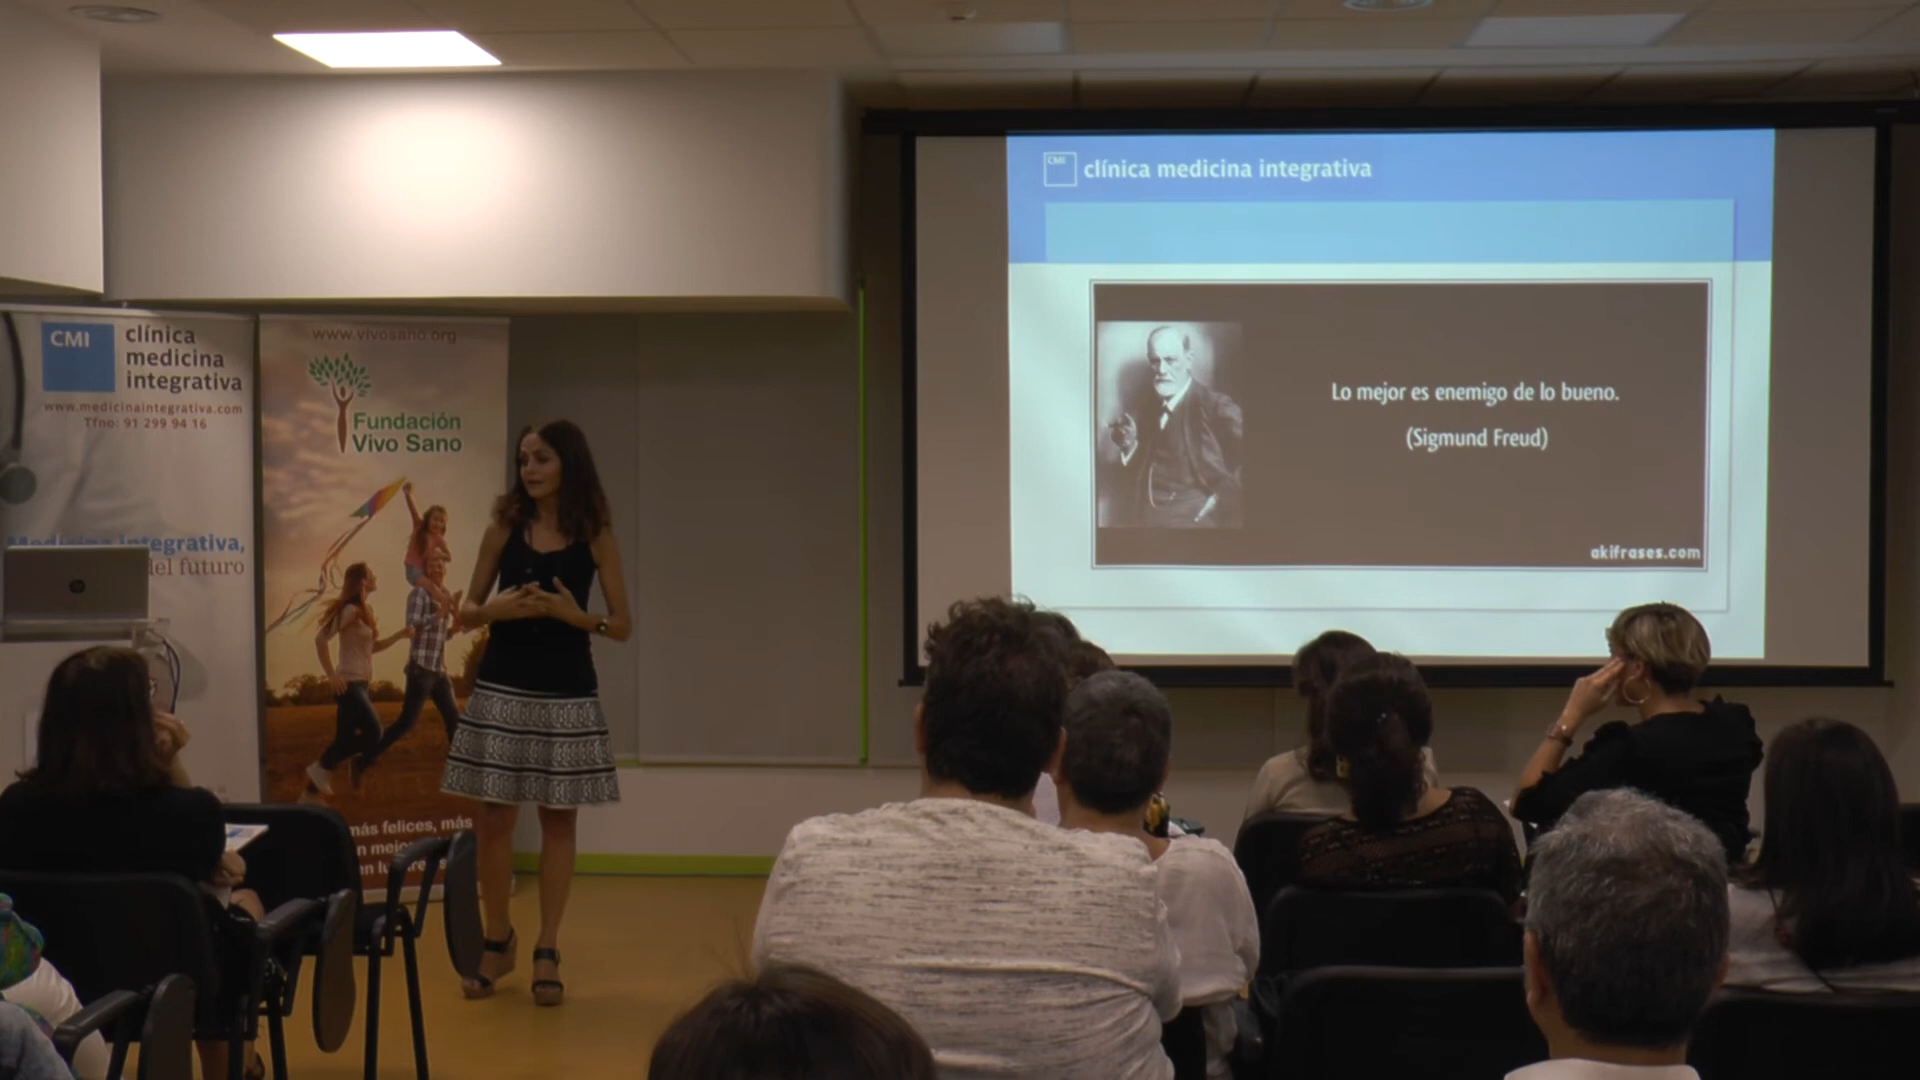 CMI
clínica
medicina
integrativa
www.medicinaintegrativa.com
Tfno: 91 299 94 16
Medicina integrativa,
del futuro
www.vivosano.org
Fundación
Vivo Sano
más felices, más
CMI
clínica medicina integrativa
Lo mejor es enemigo de lo bueno.
(Sigmund Freud)
akifrases.com